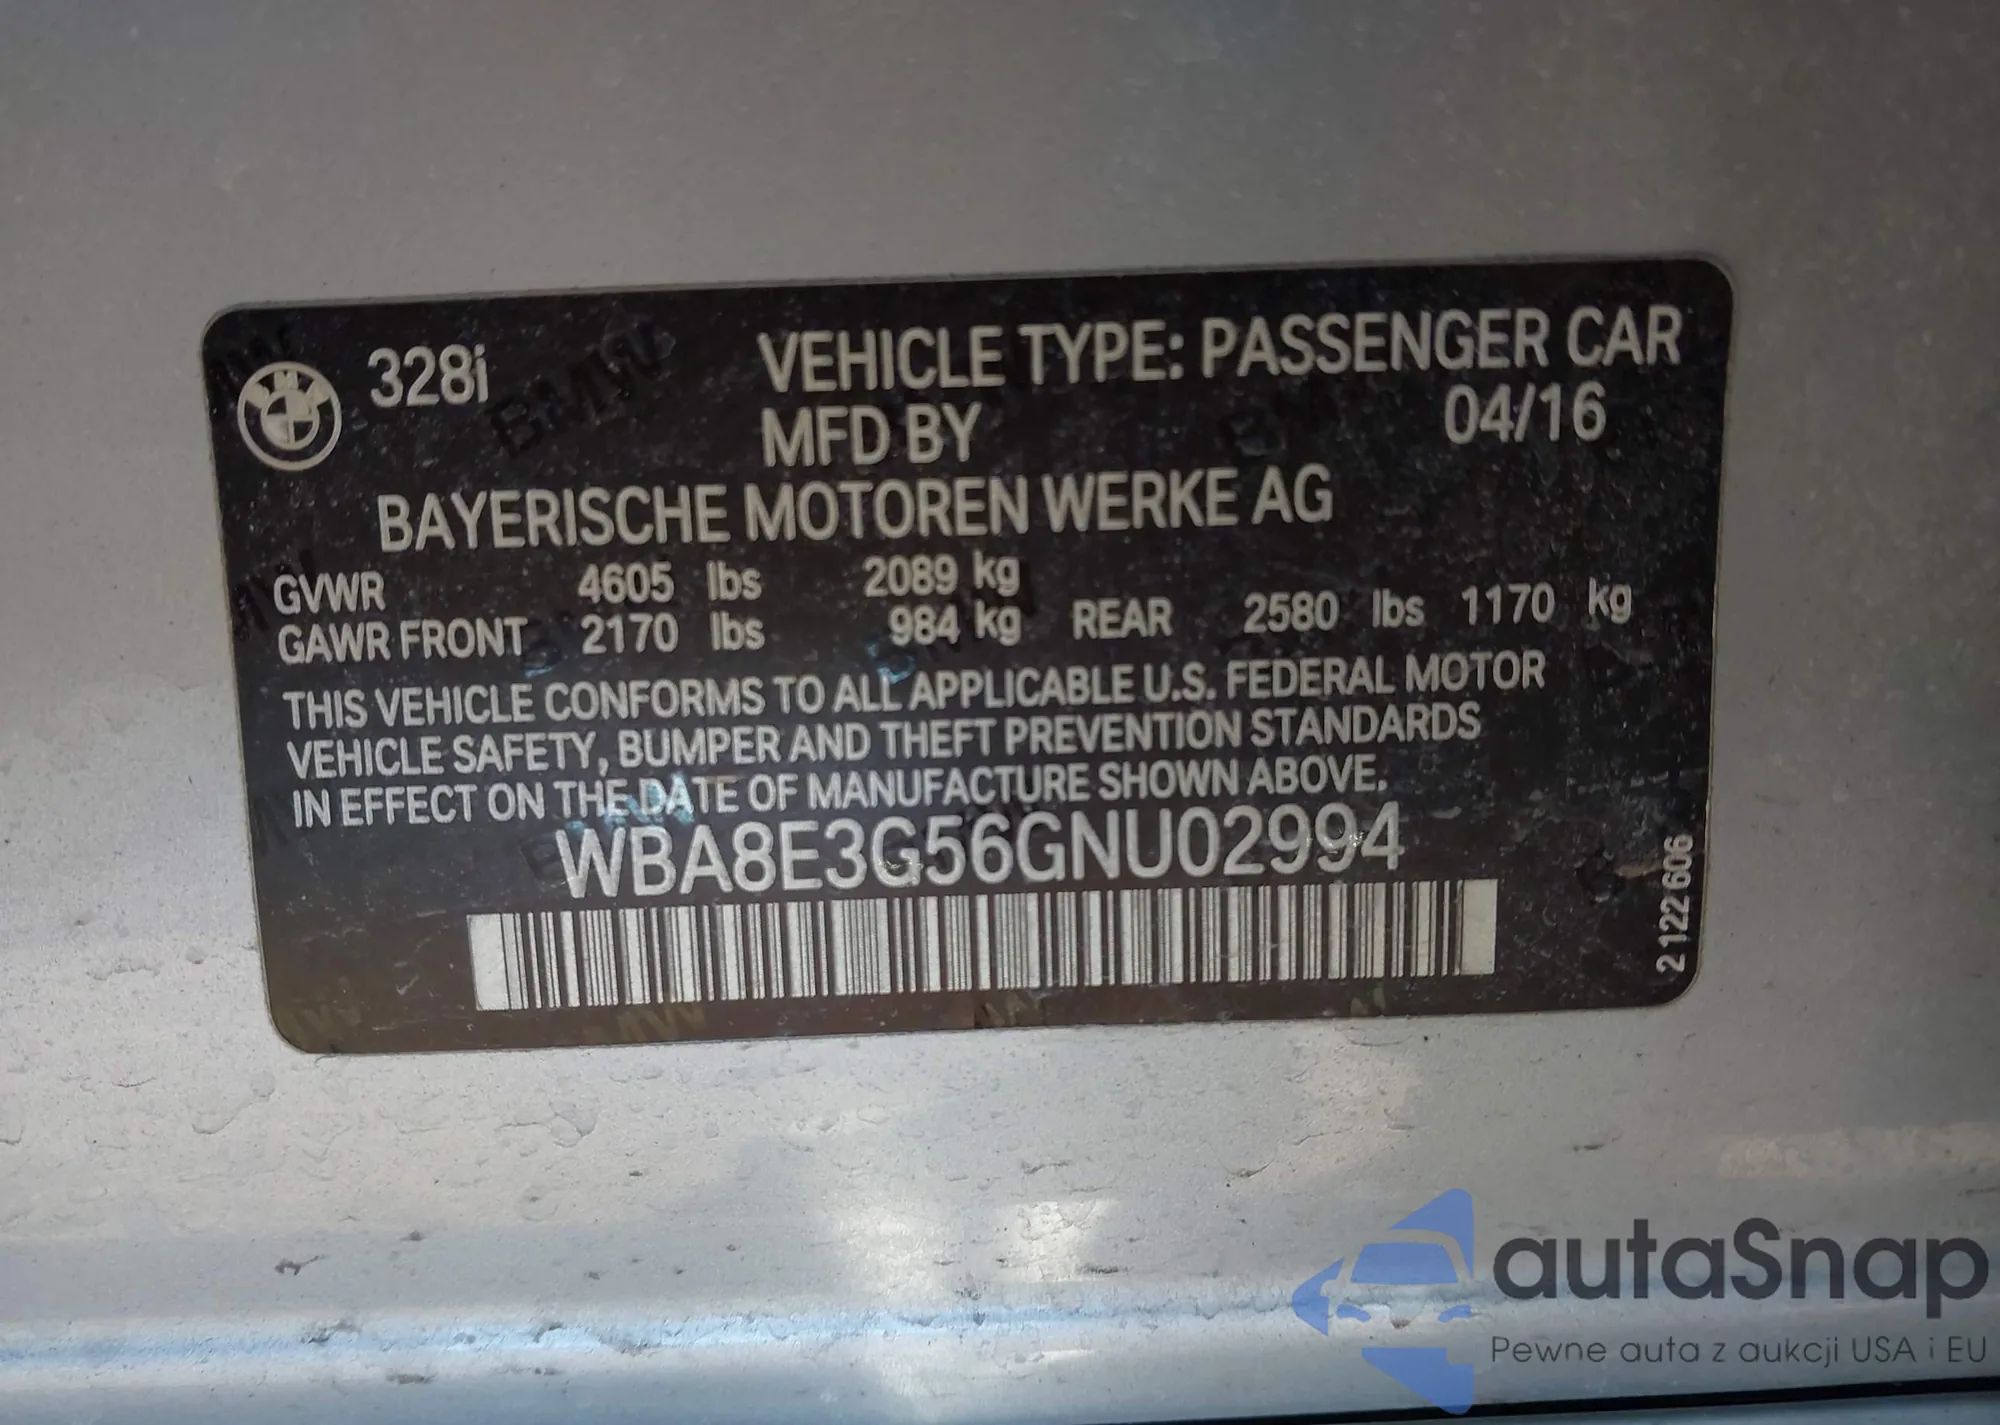 328i VEHICLE TYPE: PASSENGER CAR
MFD BY 04/16
BAYERISCHE MOTOREN WERKE AG
GVWR 4605 lbs 2089 kg
GAWR FRONT 2170 lbs 984 kg REAR 2580 lbs 1170 kg
THIS VEHICLE CONFORMS TO ALL APPLICABLE U.S. FEDERAL MOTOR
VEHICLE SAFETY, BUMPER AND THEFT PREVENTION STANDARDS
IN EFFECT ON THE DATE OF MANUFACTURE SHOWN ABOVE.
WBA8E3G56GNU02994
2122606
autaSnap
Pewne auta z aukcji USA i EU